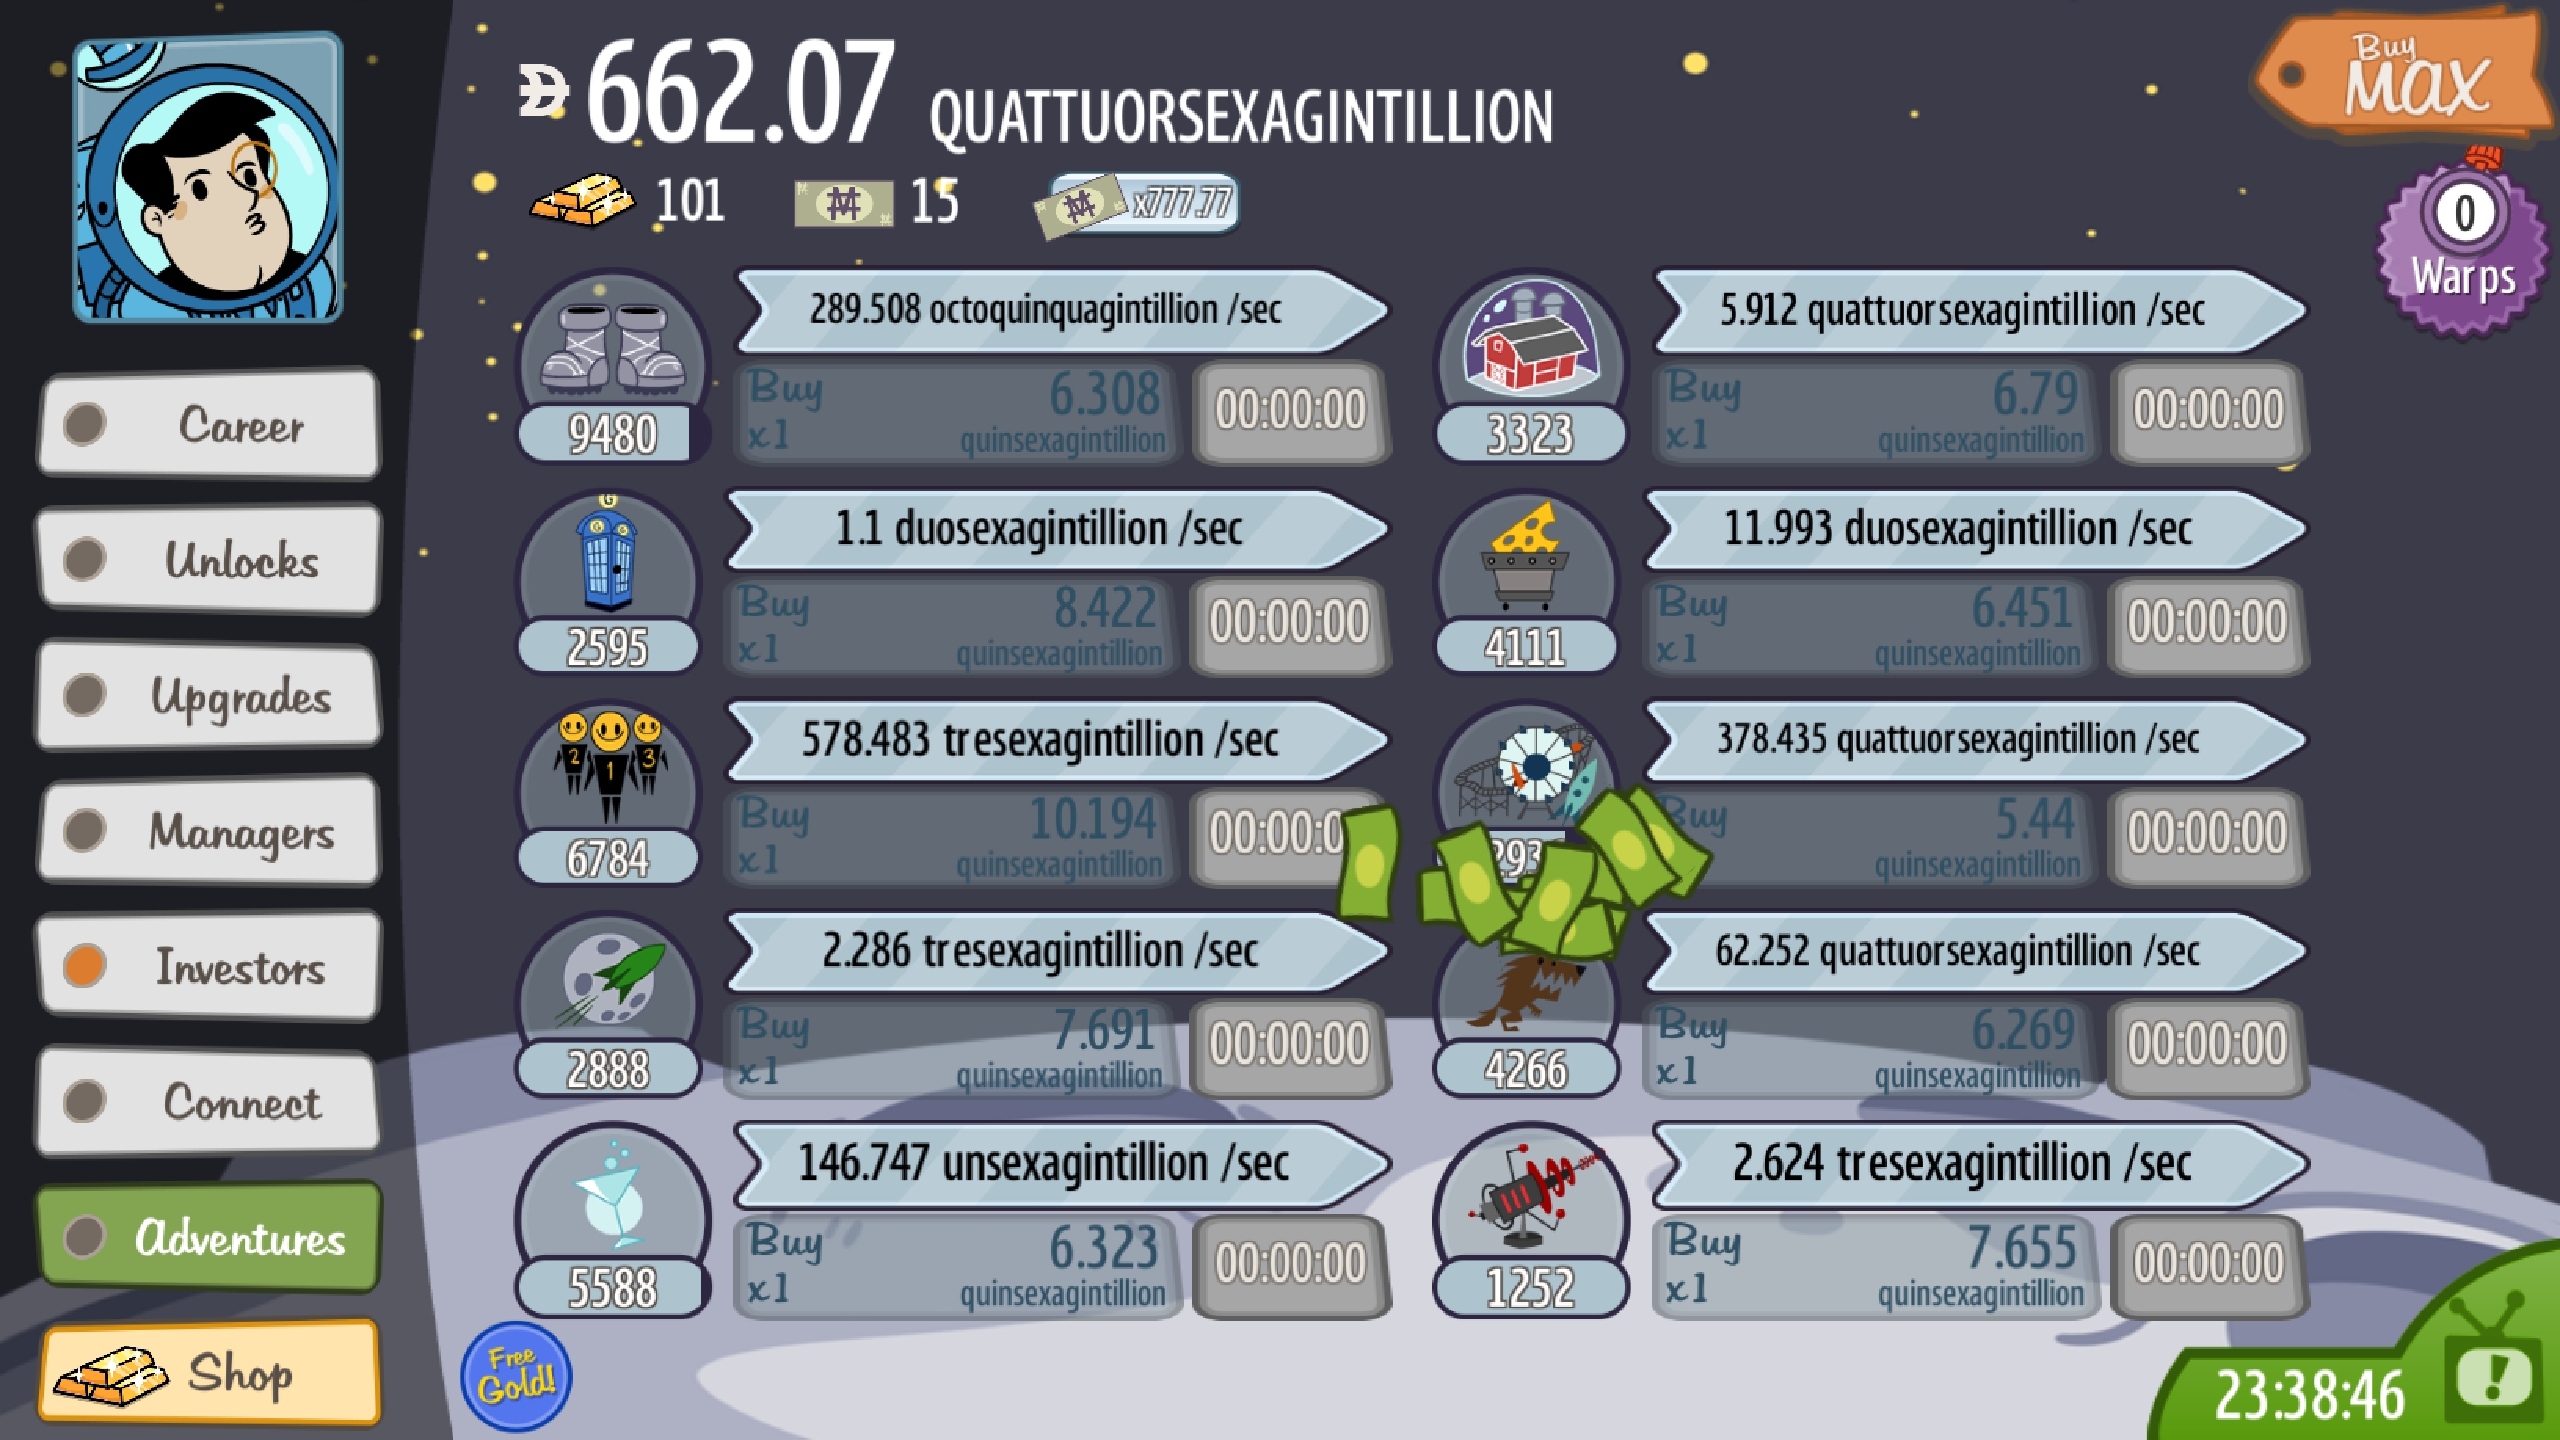 662.07 QUATTUORSEXAGINTILLION
Buy
MAX
101 15 x777.77
0
Warps
Career
Unlocks
Upgrades
Managers
Investors
Connect
Adventures
Shop
289.508 octoquinquagintillion /sec
Buy 6.308
x1 quinsexagintillion
00:00:00
9480
5.912 quattuorsexagintillion /sec
Buy 6.79
x1 quinsexagintillion
00:00:00
3323
1.1 duosexagintillion /sec
Buy 8.422
x1 quinsexagintillion
00:00:00
2595
11.993 duosexagintillion /sec
Buy 6.451
x1 quinsexagintillion
00:00:00
4111
2 1 3
578.483 tresexagintillion /sec
Buy 10.194
x1 quinsexagintillion
6784
378.435 quattuorsexagintillion /sec
Buy 5.44
quinsexagintillion
00:00:00
2.286 tresexagintillion /sec
Buy 7.691
x1 quinsexagintillion
00:00:00
2888
62.252 quattuorsexagintillion /sec
Buy 6.269
x1 quinsexagintillion
00:00:00
4266
146.747 unsexagintillion /sec
Buy 6.323
x1 quinsexagintillion
00:00:00
5588
2.624 tresexagintillion /sec
Buy 7.655
x1 quinsexagintillion
00:00:00
1252
Free
Gold!
23:38:46
!